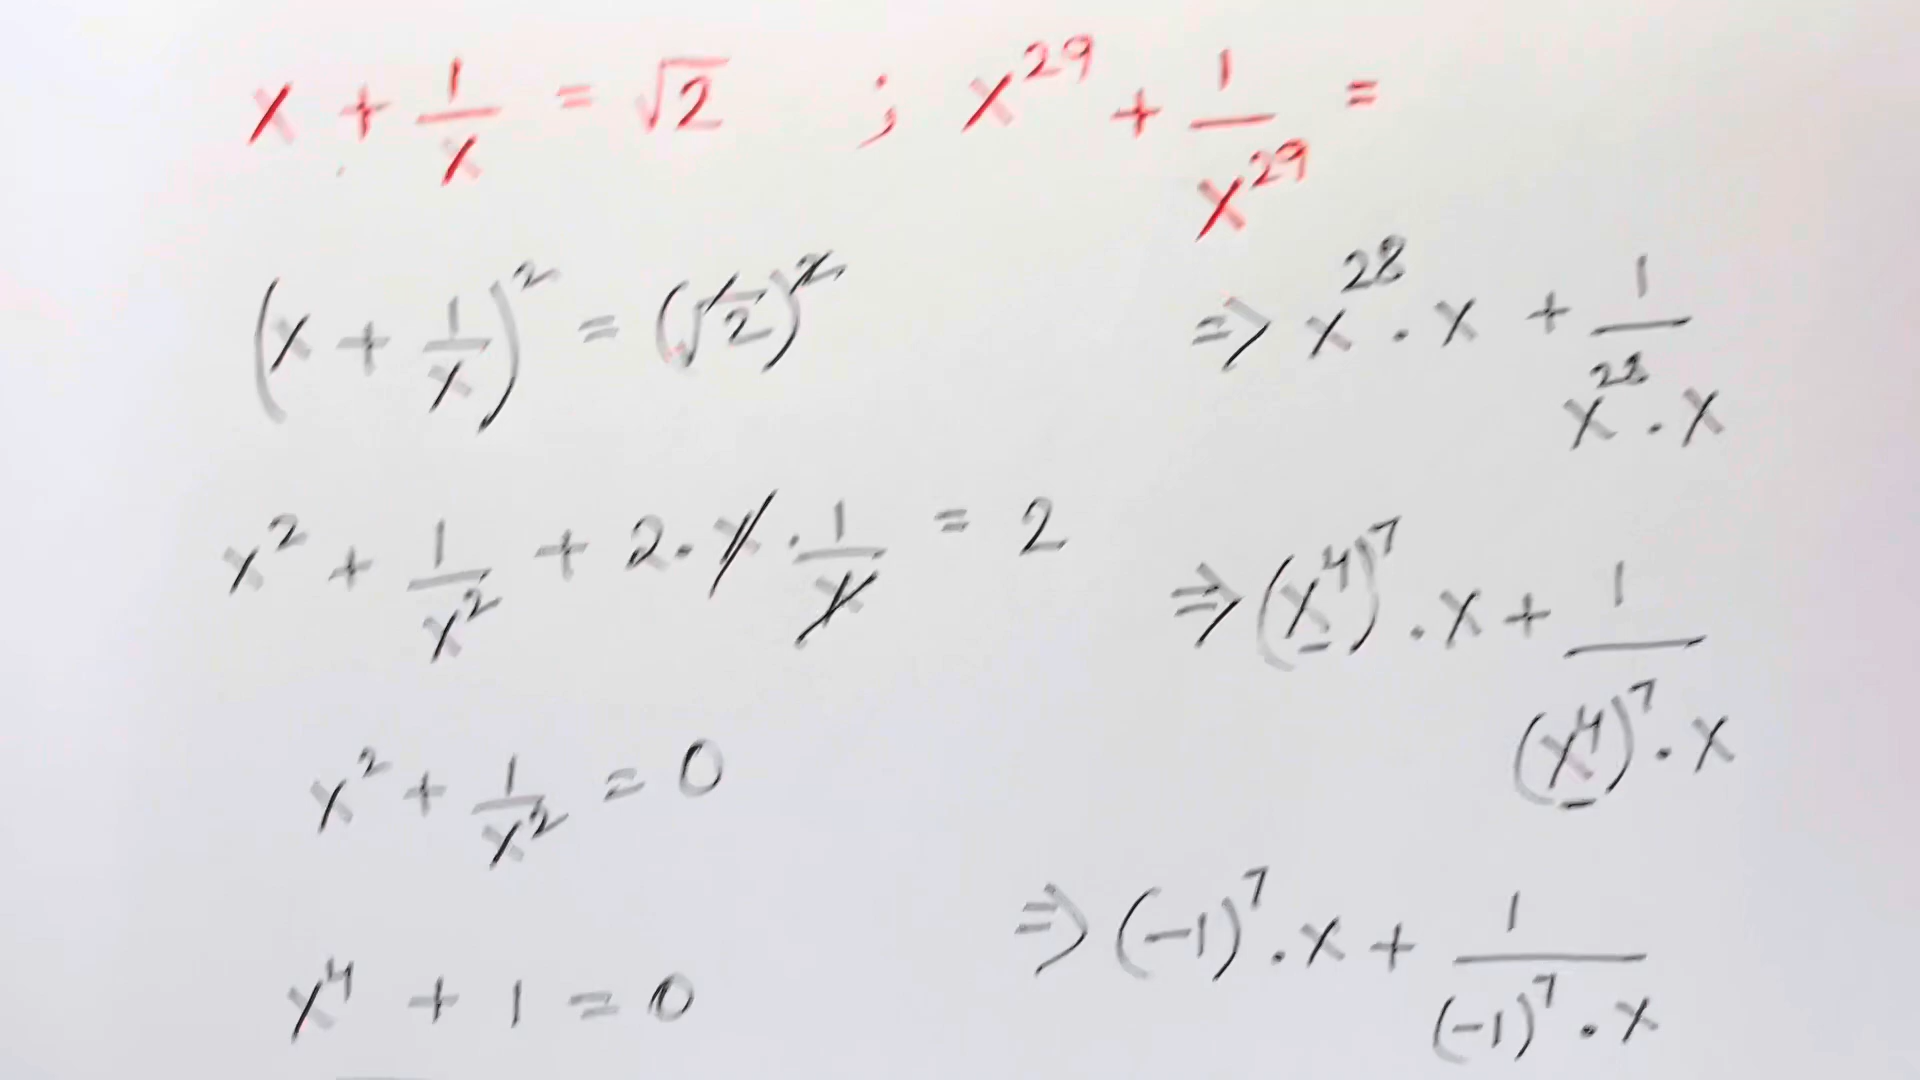 x + 1/x = √2 ; x^29 + 1/x^29 =
(x + 1/x)^2 = (√2)^2
x^2 + 1/x^2 + 2 . x . 1/x = 2
x^2 + 1/x^2 = 0
x^4 + 1 = 0
=> x^28 . x + 1/(x^28 . x)
=> (x^4)^7 . x + 1/((x^4)^7 . x)
=> (-1)^7 . x + 1/((-1)^7 . x)